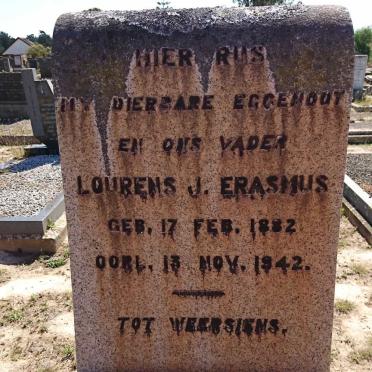 HIER RUS
MY DIERBARE EGGENOOT
EN ONS VADER
LOURENS J. ERASMUS
GEB. 17 FEB. 1882
OORL. 13 NOV. 1942.
TOT WEERSIENS.